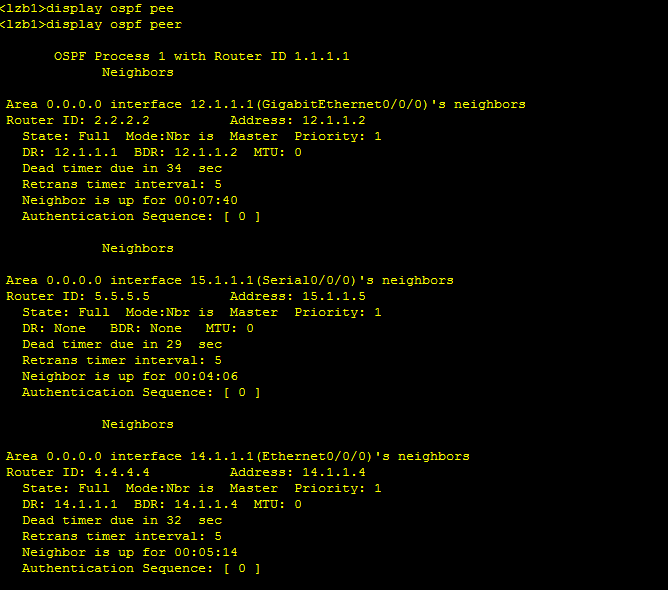 <lzb1>display ospf pee
<lzb1>display ospf peer
OSPF Process 1 with Router ID 1.1.1.1
Neighbors
Area 0.0.0.0 interface 12.1.1.1(GigabitEthernet0/0/0)'s neighbors
Router ID: 2.2.2.2          Address: 12.1.1.2
State: Full  Mode:Nbr is  Master  Priority: 1
DR: 12.1.1.1  BDR: 12.1.1.2  MTU: 0
Dead timer due in 34  sec
Retrans timer interval: 5
Neighbor is up for 00:07:40
Authentication Sequence: [ 0 ]
Neighbors
Area 0.0.0.0 interface 15.1.1.1(Serial0/0/0)'s neighbors
Router ID: 5.5.5.5          Address: 15.1.1.5
State: Full  Mode:Nbr is  Master  Priority: 1
DR: None   BDR: None   MTU: 0
Dead timer due in 29  sec
Retrans timer interval: 5
Neighbor is up for 00:04:06
Authentication Sequence: [ 0 ]
Neighbors
Area 0.0.0.0 interface 14.1.1.1(Ethernet0/0/0)'s neighbors
Router ID: 4.4.4.4          Address: 14.1.1.4
State: Full  Mode:Nbr is  Master  Priority: 1
DR: 14.1.1.1  BDR: 14.1.1.4  MTU: 0
Dead timer due in 32  sec
Retrans timer interval: 5
Neighbor is up for 00:05:14
Authentication Sequence: [ 0 ]